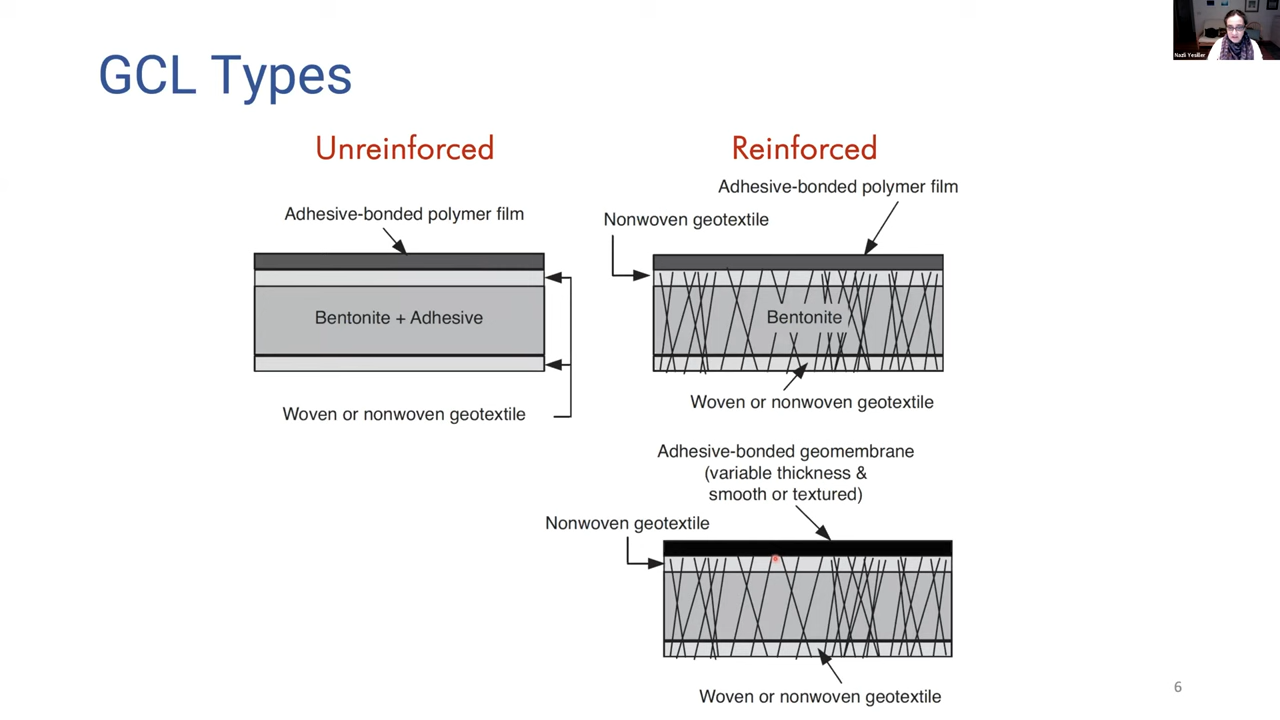 GCL Types
Unreinforced
Adhesive-bonded polymer film
Bentonite + Adhesive
Woven or nonwoven geotextile
Reinforced
Adhesive-bonded polymer film
Nonwoven geotextile
Bentonite
Woven or nonwoven geotextile
Adhesive-bonded geomembrane
(variable thickness &
smooth or textured)
Nonwoven geotextile
Woven or nonwoven geotextile
6
Nazli Yesiller